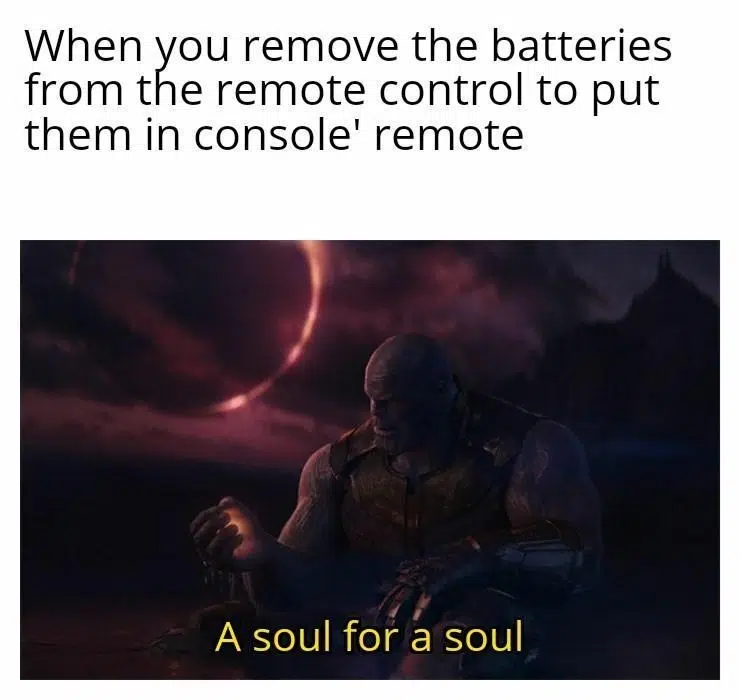 When you remove the batteries
from the remote control to put
them in console' remote
A soul for a soul